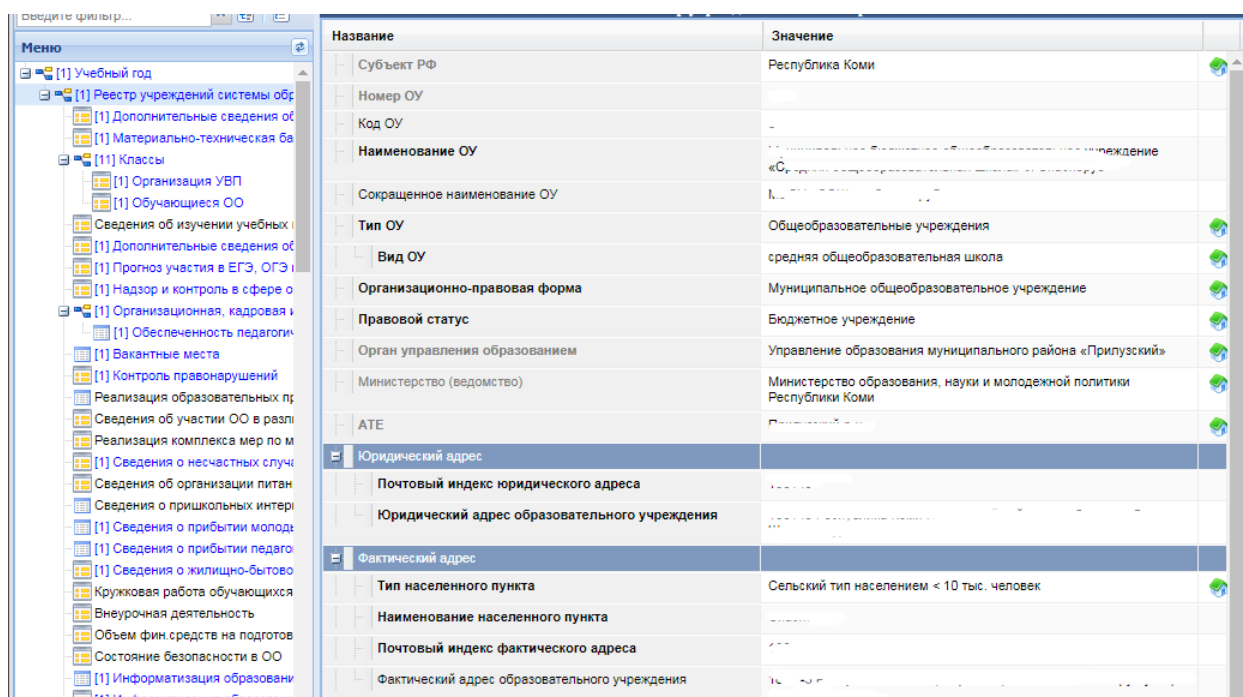 Введите фильтр...
Меню
[1] Учебный год
[1] Реестр учреждений системы обр
[1] Дополнительные сведения об
[1] Материально-техническая ба
[11] Классы
[1] Организация УВП
[1] Обучающиеся ОО
Сведения об изучении учебных
[1] Дополнительные сведения об
[1] Прогноз участия в ЕГЭ, ОГЭ
[1] Надзор и контроль в сфере о
[1] Организационная, кадровая и
[1] Обеспеченность педагогич
[1] Вакантные места
[1] Контроль правонарушений
Реализация образовательных пр
Сведения об участии ОО в разли
Реализация комплекса мер по м
[1] Сведения о несчастных случа
Сведения об организации питан
Сведения о пришкольных интер
[1] Сведения о прибытии молодь
[1] Сведения о прибытии педаго
[1] Сведения о жилищно-бытово
Кружковая работа обучающихся
Внеурочная деятельность
Объем фин.средств на подготов
Состояние безопасности в ОО
[1] Информатизация образовани
Название Значение
Субъект РФ Республика Коми
Номер ОУ
Код ОУ
Наименование ОУ учреждение
Сокращенное наименование ОУ
Тип ОУ Общеобразовательные учреждения
Вид ОУ средняя общеобразовательная школа
Организационно-правовая форма Муниципальное общеобразовательное учреждение
Правовой статус Бюджетное учреждение
Орган управления образованием Управление образования муниципального района «Прилузский»
Министерство (ведомство) Министерство образования, науки и молодежной политики
Республики Коми
АТЕ
Юридический адрес
Почтовый индекс юридического адреса
Юридический адрес образовательного учреждения
Фактический адрес
Тип населенного пункта Сельский тип населением < 10 тыс. человек
Наименование населенного пункта
Почтовый индекс фактического адреса
Фактический адрес образовательного учреждения